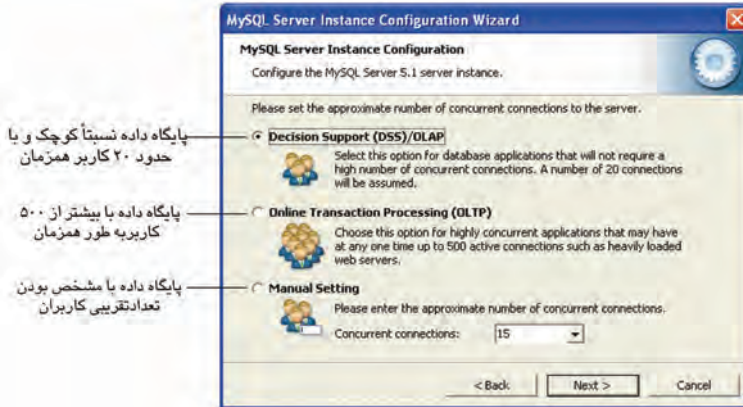 MySQL Server Instance Configuration Wizard
MySQL Server Instance Configuration
Configure the MySQL Server 5.1 server instance.
Please set the approximate number of concurrent connections to the server.
پایگاه داده نسبتاً کوچک و با
حدود ۲۰ کاربر همزمان
Decision Support (DSS)/OLAP
Select this option for database applications that will not require a
high number of concurrent connections. A number of 20 connections
will be assumed.
پایگاه داده با بیشتر از ۵۰۰
کاربربه طور همزمان
Online Transaction Processing (OLTP)
Choose this option for highly concurrent applications that may have
at any one time up to 500 active connections such as heavily loaded
web servers.
پایگاه داده با مشخص بودن
تعدادتقریبی کاربران
Manual Setting
Please enter the approximate number of concurrent connections.
Concurrent connections: 15
< Back Next > Cancel